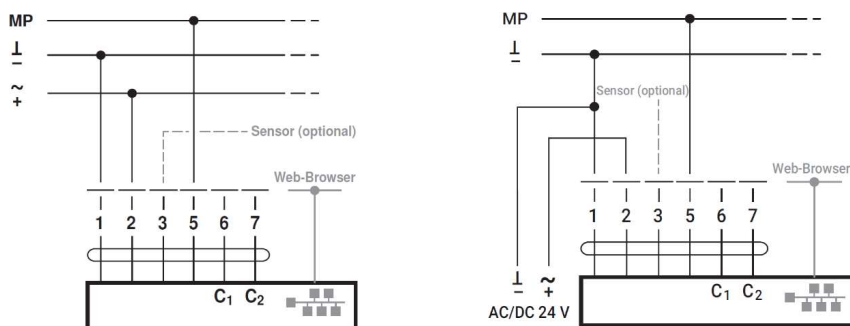 MP
⊥
–
~
+
Sensor (optional)
Web-Browser
1 2 3 5 6 7
C₁ C₂
MP
⊥
–
Sensor (optional)
Web-Browser
1 2 3 5 6 7
⊥ ~
– +
AC/DC 24 V
C₁ C₂